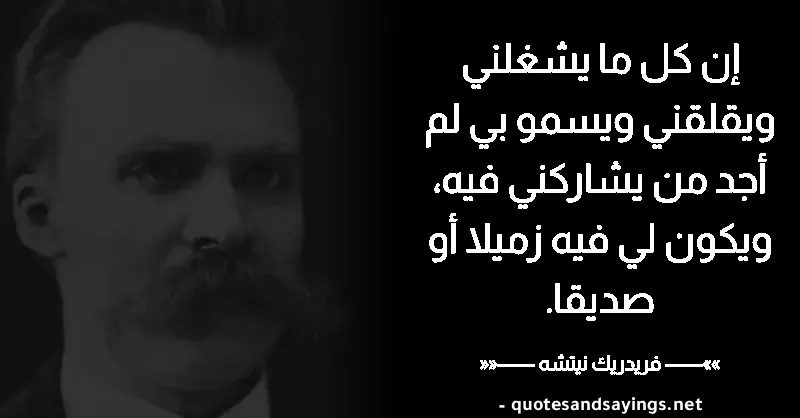 إن كل ما يشغلني
ويقلقني ويسمو بي لم
أجد من يشاركني فيه،
ويكون لي فيه زميلا أو
صديقا.
»»—— فريدريك نيتشه ——««
- quotesandsayings.net